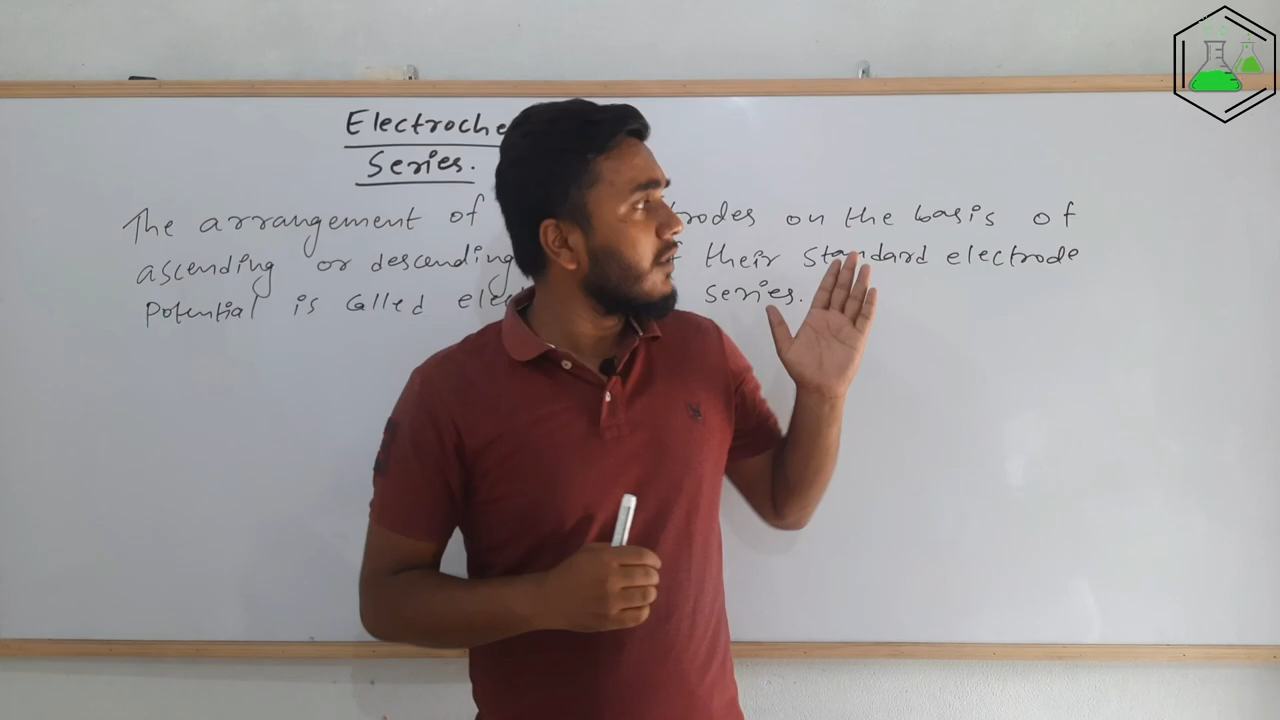 Electroche
Series.
The arrangement of trodes on the basis of
ascending or descending f their standard electrode
Potential is called elec series.